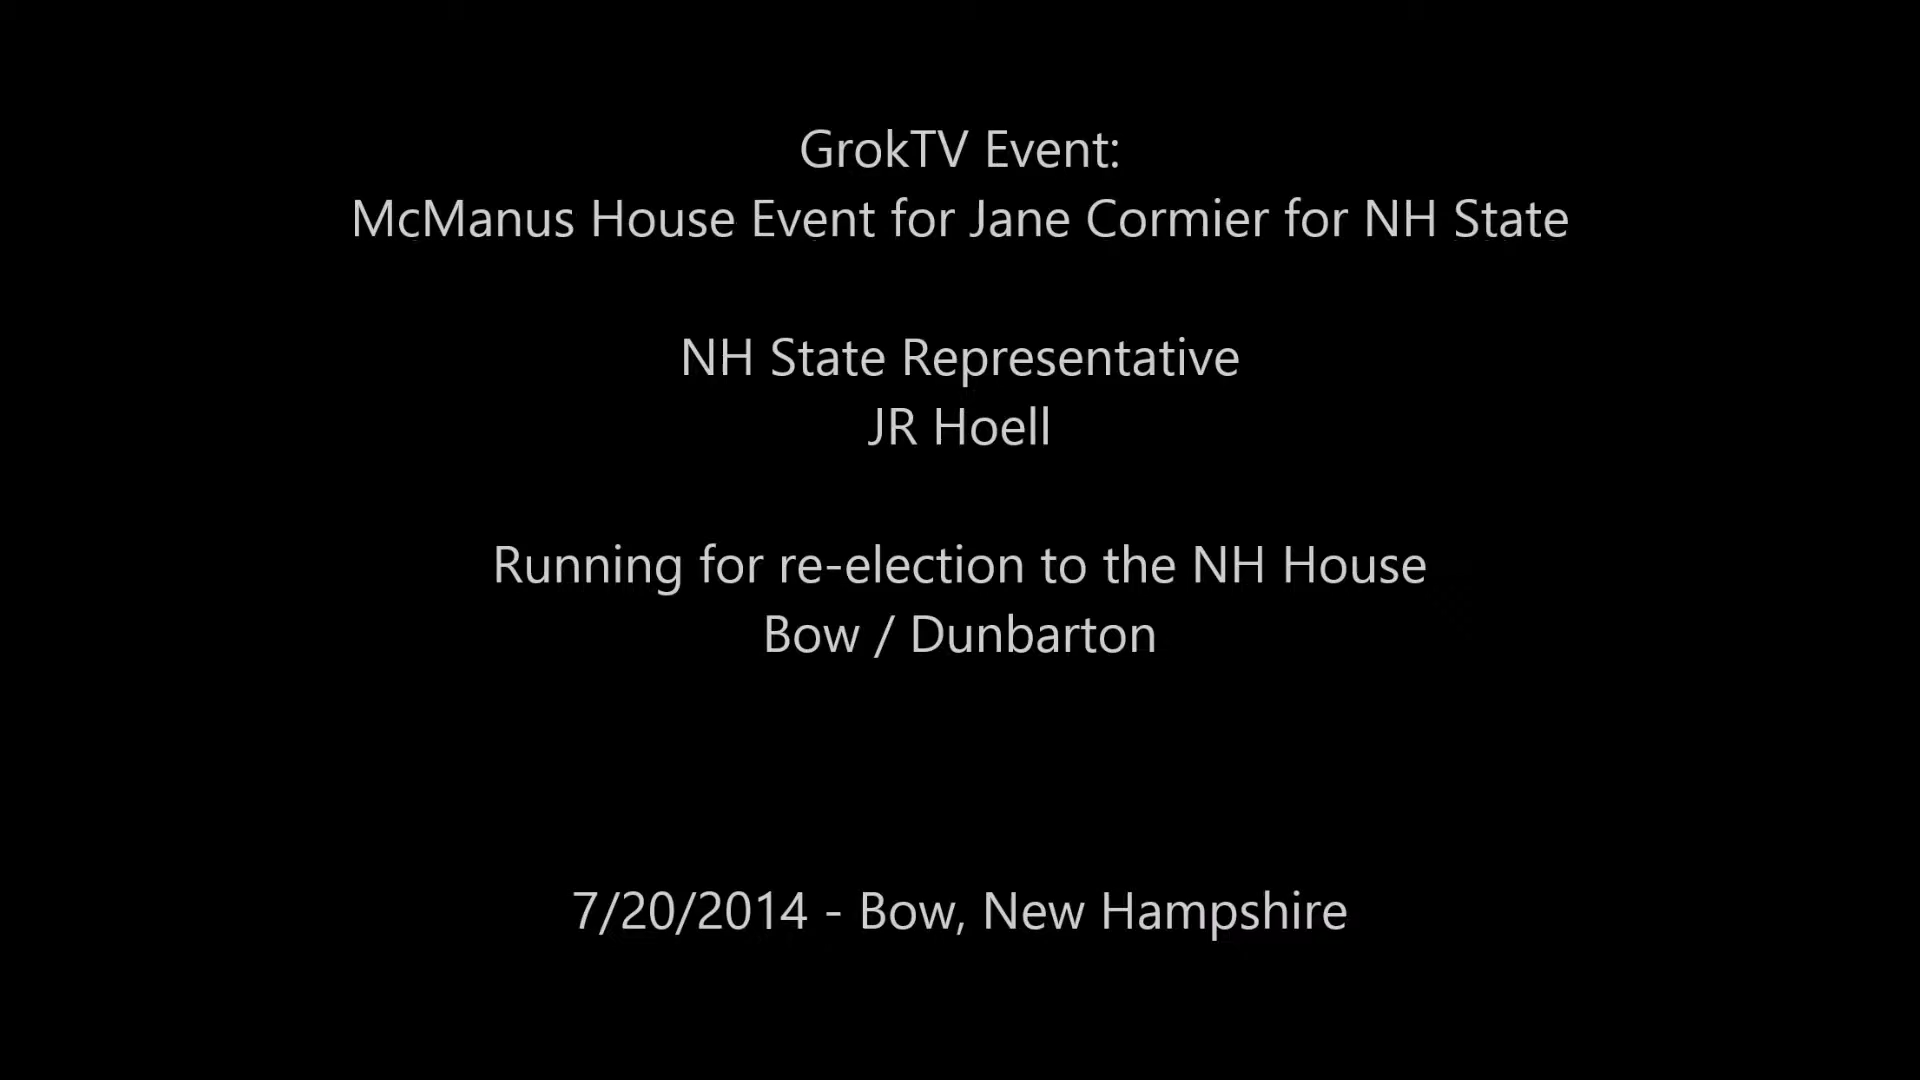 GrokTV Event:
McManus House Event for Jane Cormier for NH State
NH State Representative
JR Hoell
Running for re-election to the NH House
Bow / Dunbarton
7/20/2014 - Bow, New Hampshire